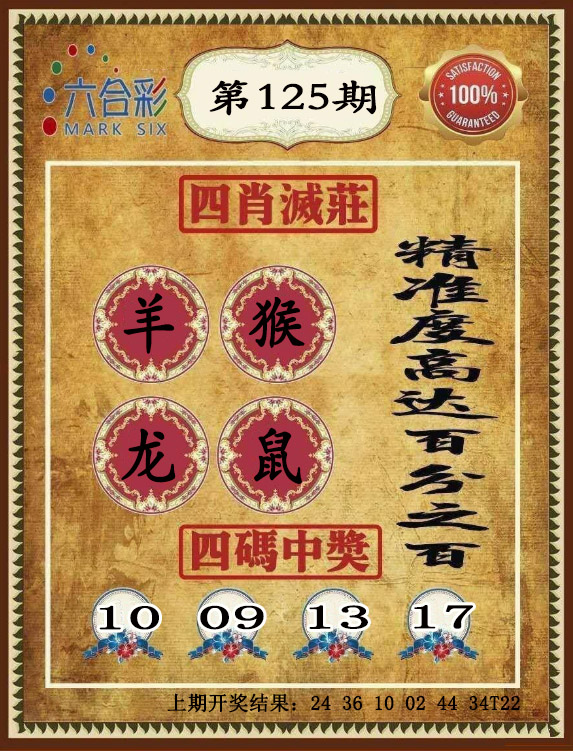 六合彩
MARK SIX
第125期
SATISFACTION
100%
GUARANTEED
四肖滅莊
羊
猴
龙
鼠
精准度高达百分之百
四碼中獎
10 09 13 17
上期开奖结果：24 36 10 02 44 34T22